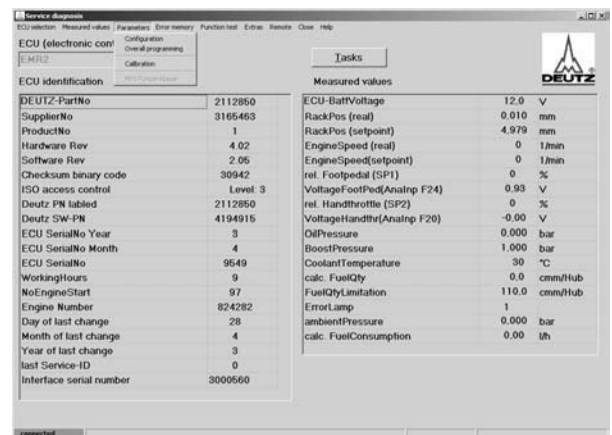 Service diagnosis
ECU selection Measured values Parameters Error memory Function test Extras Remote Close Help
ECU (electronic con
Configuration
Overall programming
Calibration
EMR2
Tasks
DEUTZ
ECU identification
Measured values
DEUTZ-PartNo 2112850
SupplierNo 3165463
ProductNo 1
Hardware Rev 4.02
Software Rev 2.05
Checksum binary code 30942
ISO access control Level: 3
Deutz PN labled 2112850
Deutz SW-PN 4194915
ECU SerialNo Year 3
ECU SerialNo Month 4
ECU SerialNo 9549
WorkingHours 9
NoEngineStart 97
Engine Number 824282
Day of last change 28
Month of last change 4
Year of last change 3
last Service-ID 0
Interface serial number 3000560
ECU-BattVoltage 12,0 V
RackPos (real) 0,010 mm
RackPos (setpoint) 4,979 mm
EngineSpeed (real) 0 1/min
EngineSpeed(setpoint) 0 1/min
rel. Footpedal (SP1) 0 %
VoltageFootPed(AnaInp F24) 0,93 V
rel. Handthrottle (SP2) 0 %
VoltageHandthr(AnaInp F20) -0,00 V
OilPressure 0,000 bar
BoostPressure 1,000 bar
CoolantTemperature 30 °C
calc. FuelQty 0,0 cmm/Hub
FuelQtyLimitation 110,0 cmm/Hub
ErrorLamp 1
ambientPressure 0,000 bar
calc. FuelConsumption 0,00 l/h
connected